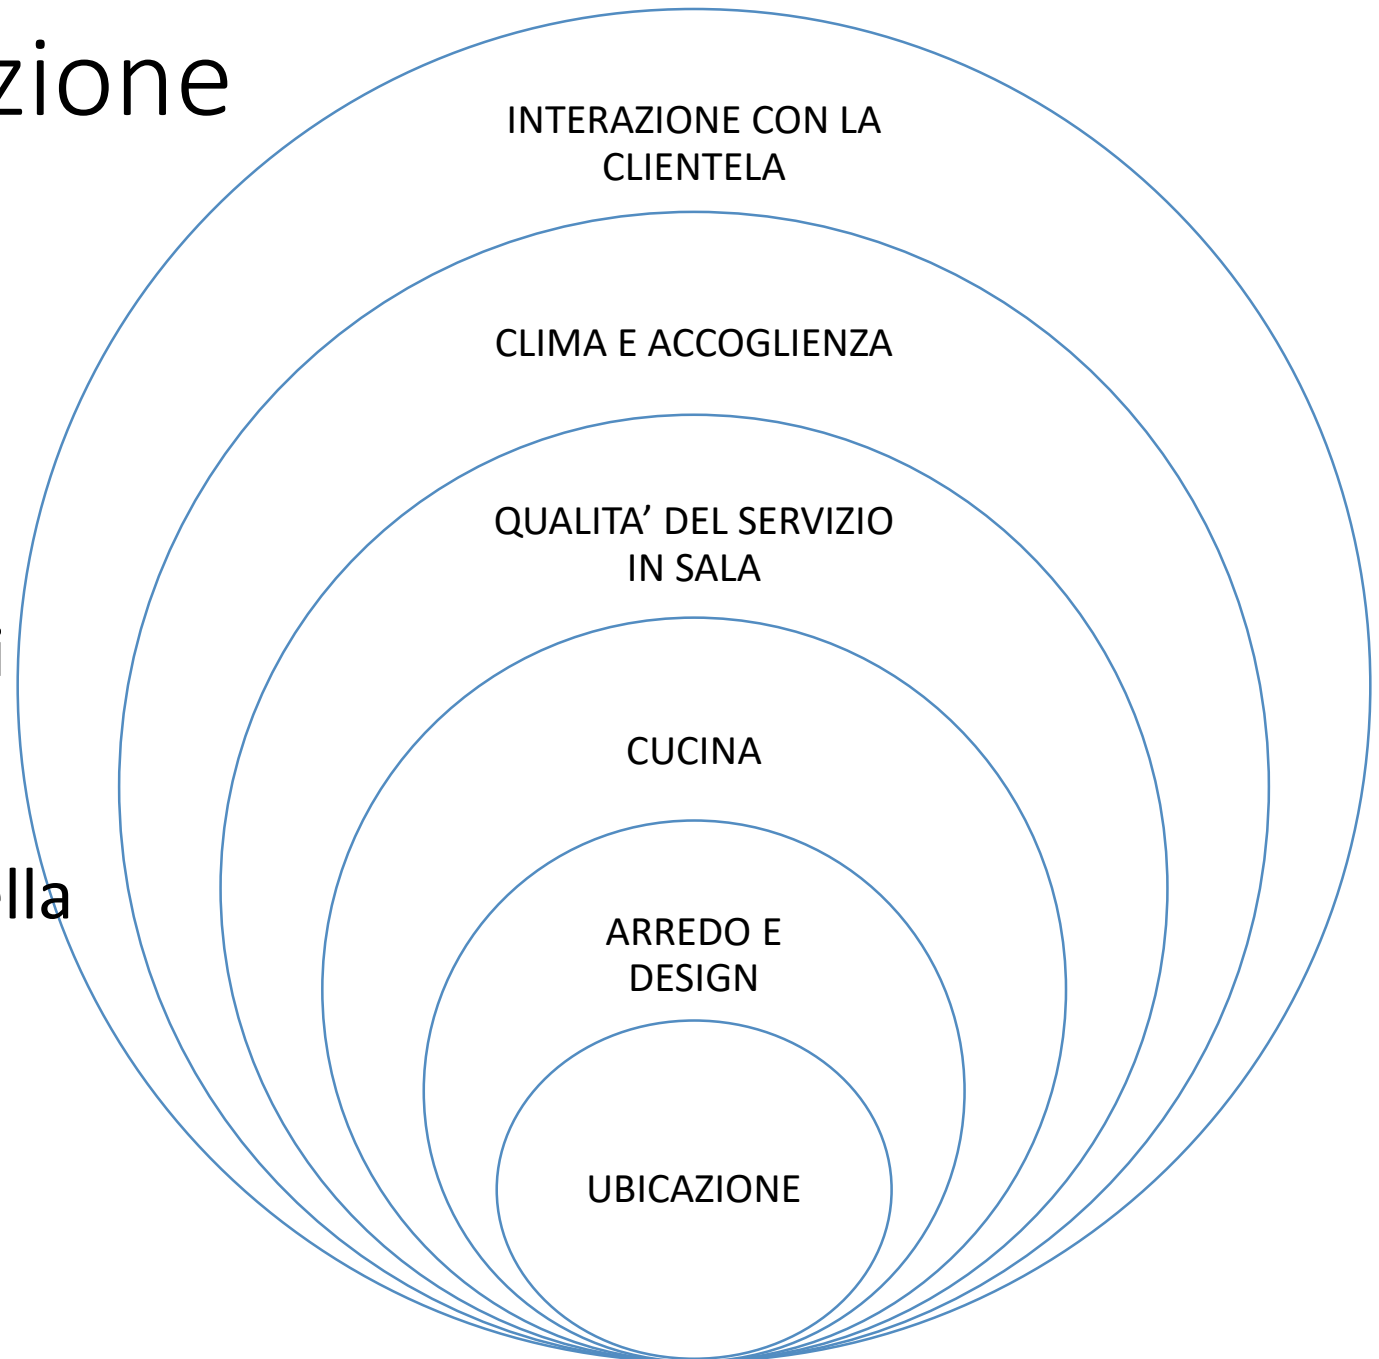 zione
INTERAZIONE CON LA
CLIENTELA
CLIMA E ACCOGLIENZA
QUALITA’ DEL SERVIZIO
IN SALA
i
CUCINA
ella
ARREDO E
DESIGN
UBICAZIONE